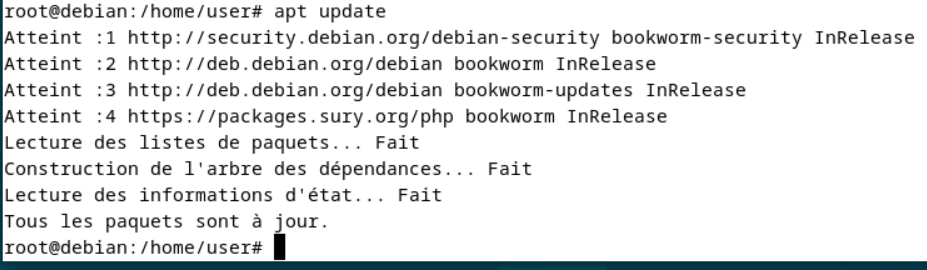 root@debian:/home/user# apt update
Atteint :1 http://security.debian.org/debian-security bookworm-security InRelease
Atteint :2 http://deb.debian.org/debian bookworm InRelease
Atteint :3 http://deb.debian.org/debian bookworm-updates InRelease
Atteint :4 https://packages.sury.org/php bookworm InRelease
Lecture des listes de paquets... Fait
Construction de l'arbre des dépendances... Fait
Lecture des informations d'état... Fait
Tous les paquets sont à jour.
root@debian:/home/user#